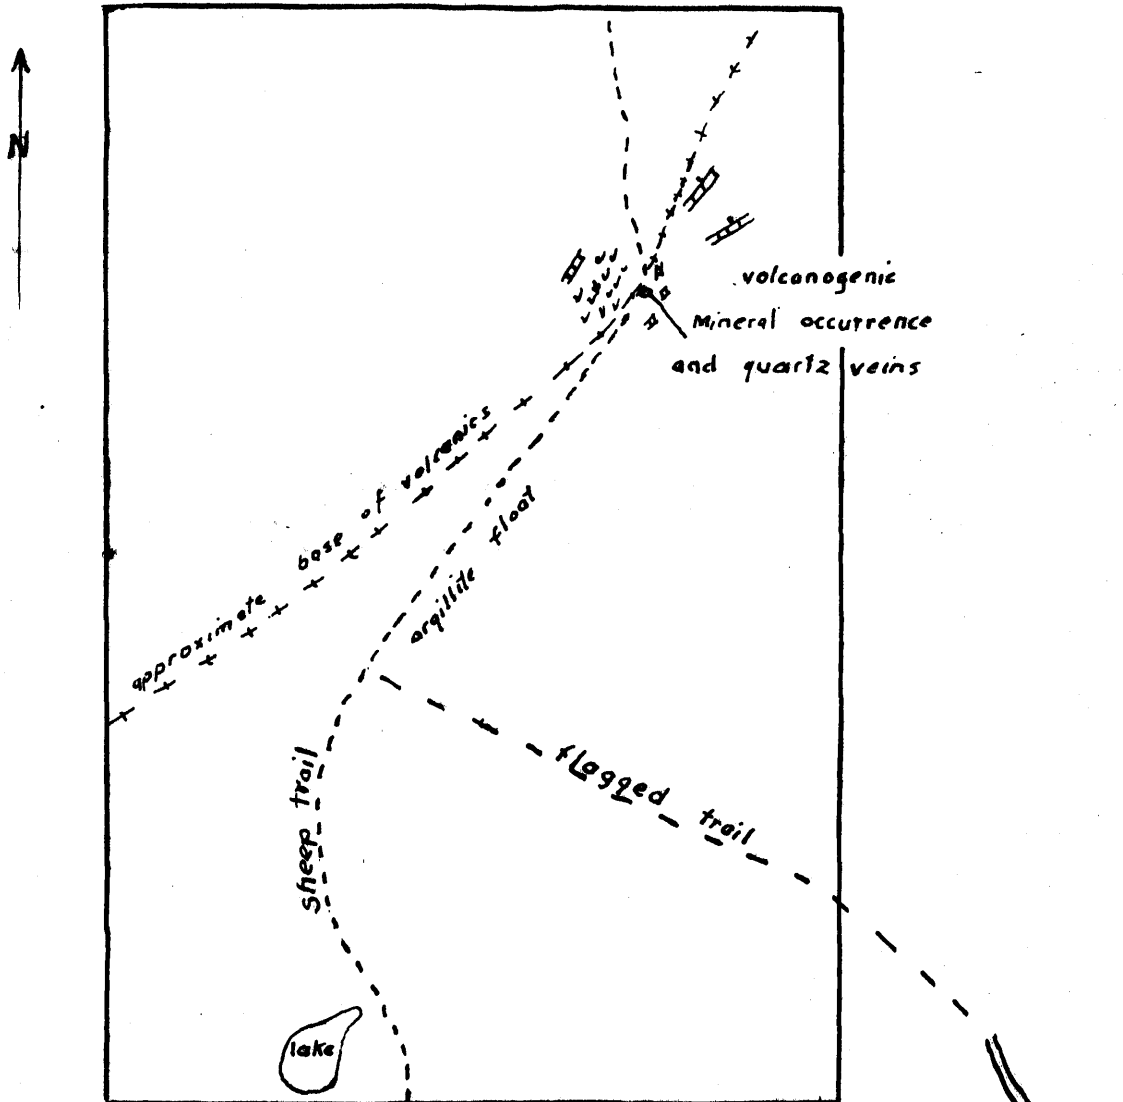 N
volcanogenic
Mineral occurrence
and quartz veins
approximate base of volcanics
argillite float
sheep trail
flagged trail
lake